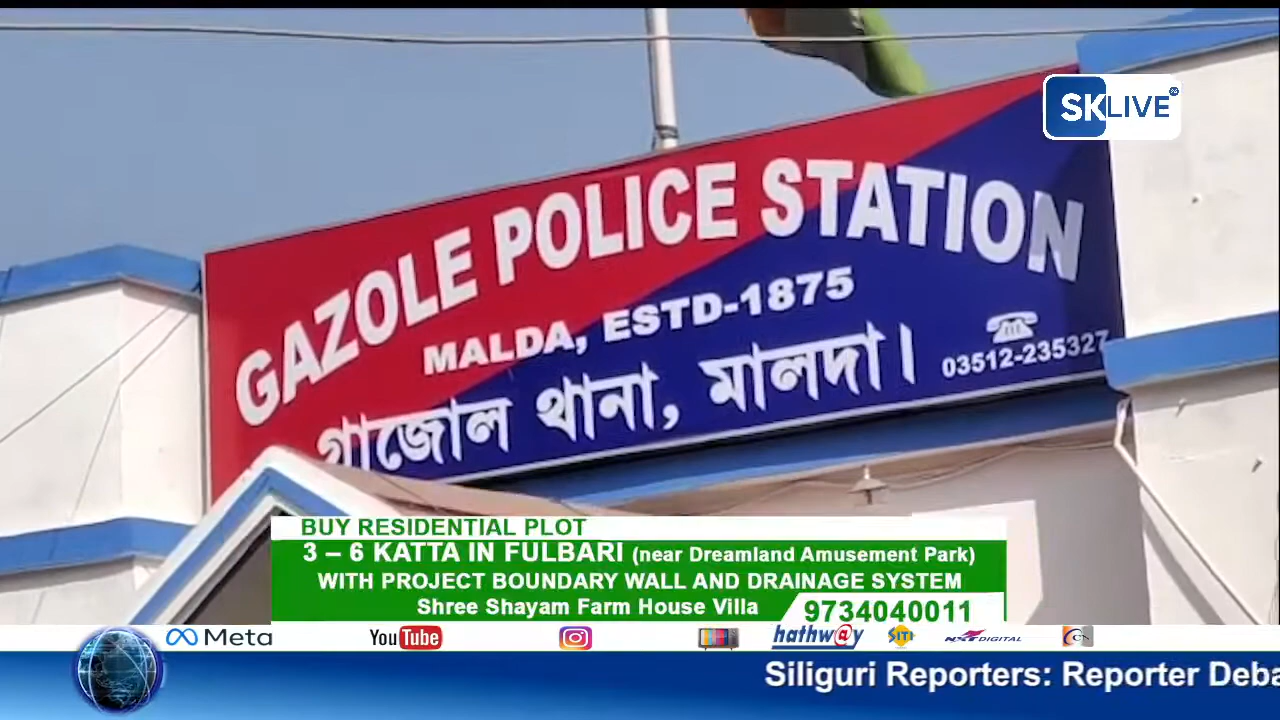 SKLIVE
GAZOLE POLICE STATION
MALDA, ESTD-1875
গাজোল থানা, মালদা।
03512-235327
BUY RESIDENTIAL PLOT
3 – 6 KATTA IN FULBARI (near Dreamland Amusement Park)
WITH PROJECT BOUNDARY WALL AND DRAINAGE SYSTEM
Shree Shayam Farm House Villa
9734040011
Meta YouTube hathway SITI NXT DIGITAL
Siliguri Reporters: Reporter Deba